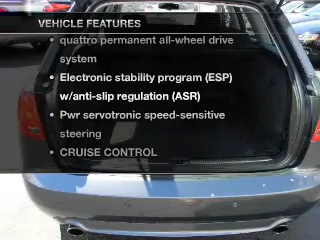 VEHICLE FEATURES
• quattro permanent all-wheel drive
system
• Electronic stability program (ESP)
w/anti-slip regulation (ASR)
• Pwr servotronic speed-sensitive
steering
• CRUISE CONTROL